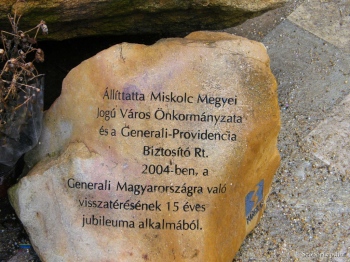 Állíttatta Miskolc Megyei
Jogú Város Önkormányzata
és a Generali-Providencia
Biztosító Rt.
2004-ben, a
Generali Magyarországra való
visszatérésének 15 éves
jubileuma alkalmából.